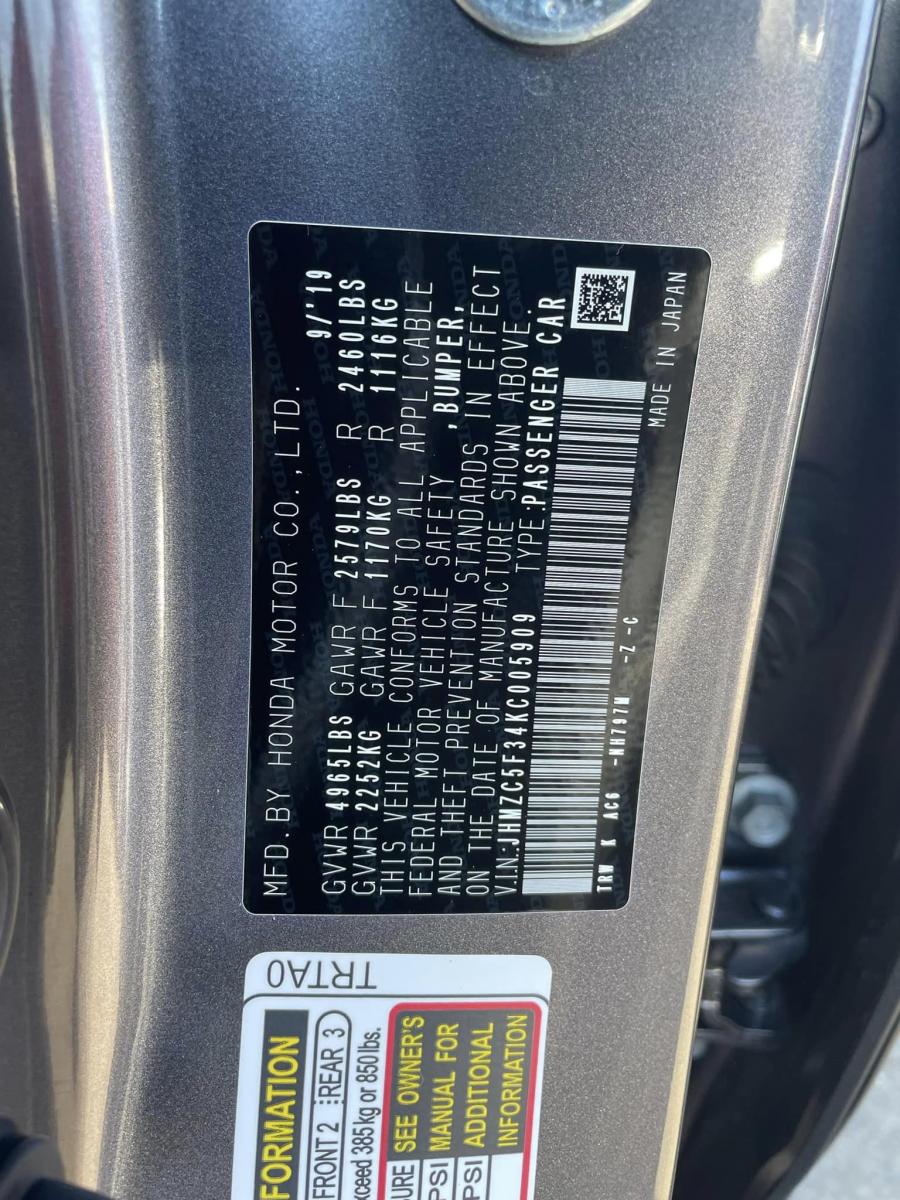 MFD. BY HONDA MOTOR CO., LTD. 9/'19
GVWR 4965LBS GAWR F 2579LBS R 2460LBS
GVWR 2252KG GAWR F 1170KG R 1116KG
THIS VEHICLE CONFORMS TO ALL APPLICABLE
FEDERAL MOTOR VEHICLE SAFETY ,BUMPER,
AND THEFT PREVENTION STANDARDS IN EFFECT
ON THE DATE OF MANUFACTURE SHOWN ABOVE.
V.I.N:JHMZC5F34KC005909 TYPE:PASSENGER CAR
TRW K AC6 -NH797M -Z -C
MADE IN JAPAN
TRTA0
FORMATION
FRONT 2 REAR 3
exceed 385 kg or 850 lbs.
SEE OWNER'S
MANUAL FOR
ADDITIONAL
INFORMATION
PSI
PSI